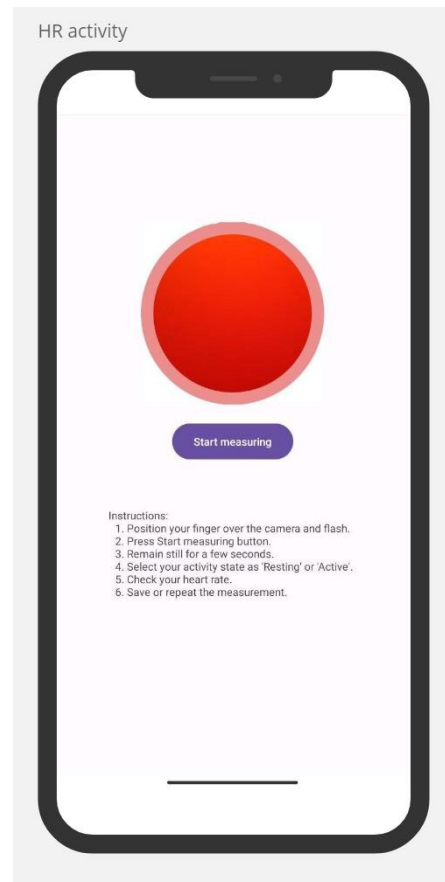 HR activity
Start measuring
Instructions:
1. Position your finger over the camera and flash.
2. Press Start measuring button.
3. Remain still for a few seconds.
4. Select your activity state as 'Resting' or 'Active'.
5. Check your heart rate.
6. Save or repeat the measurement.